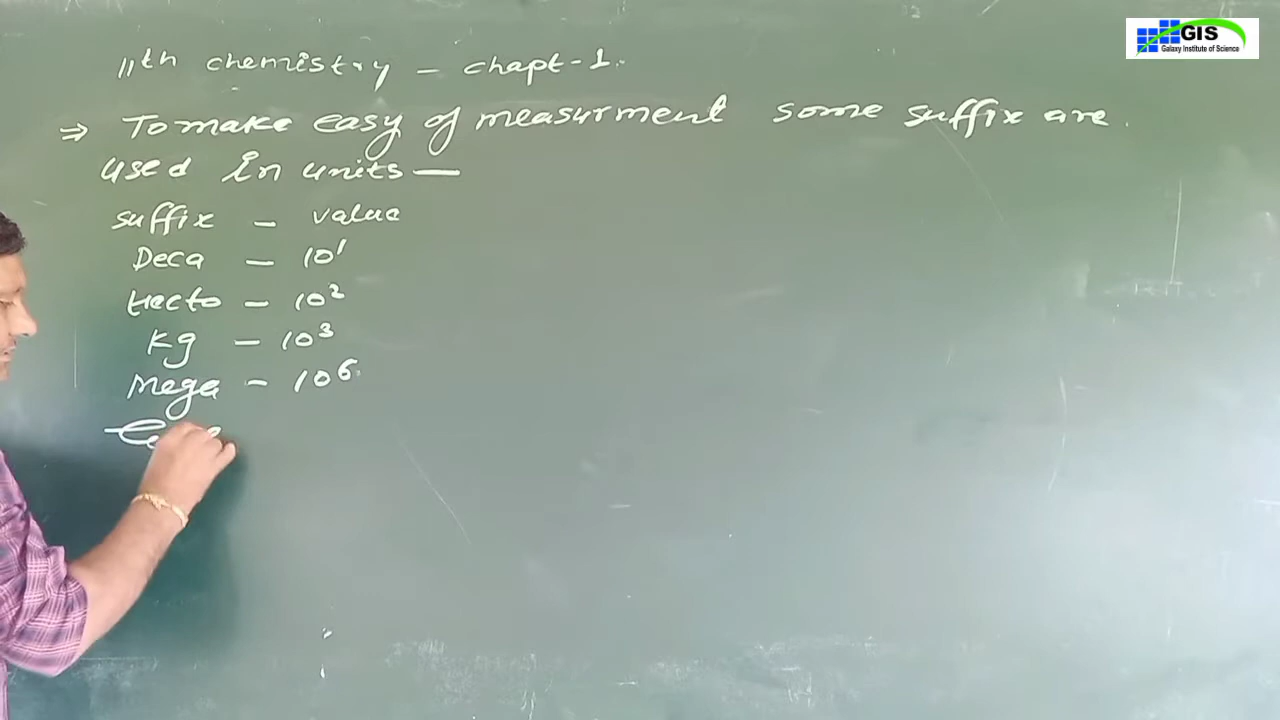 GIS
Galaxy Institute of Science
11th chemistry - chapt-1.
⇒ To make easy of measurment some suffix are.
used in units —
suffix - value
Deca - 10¹
Hecto - 10²
Kg - 10³
Mega - 10⁶